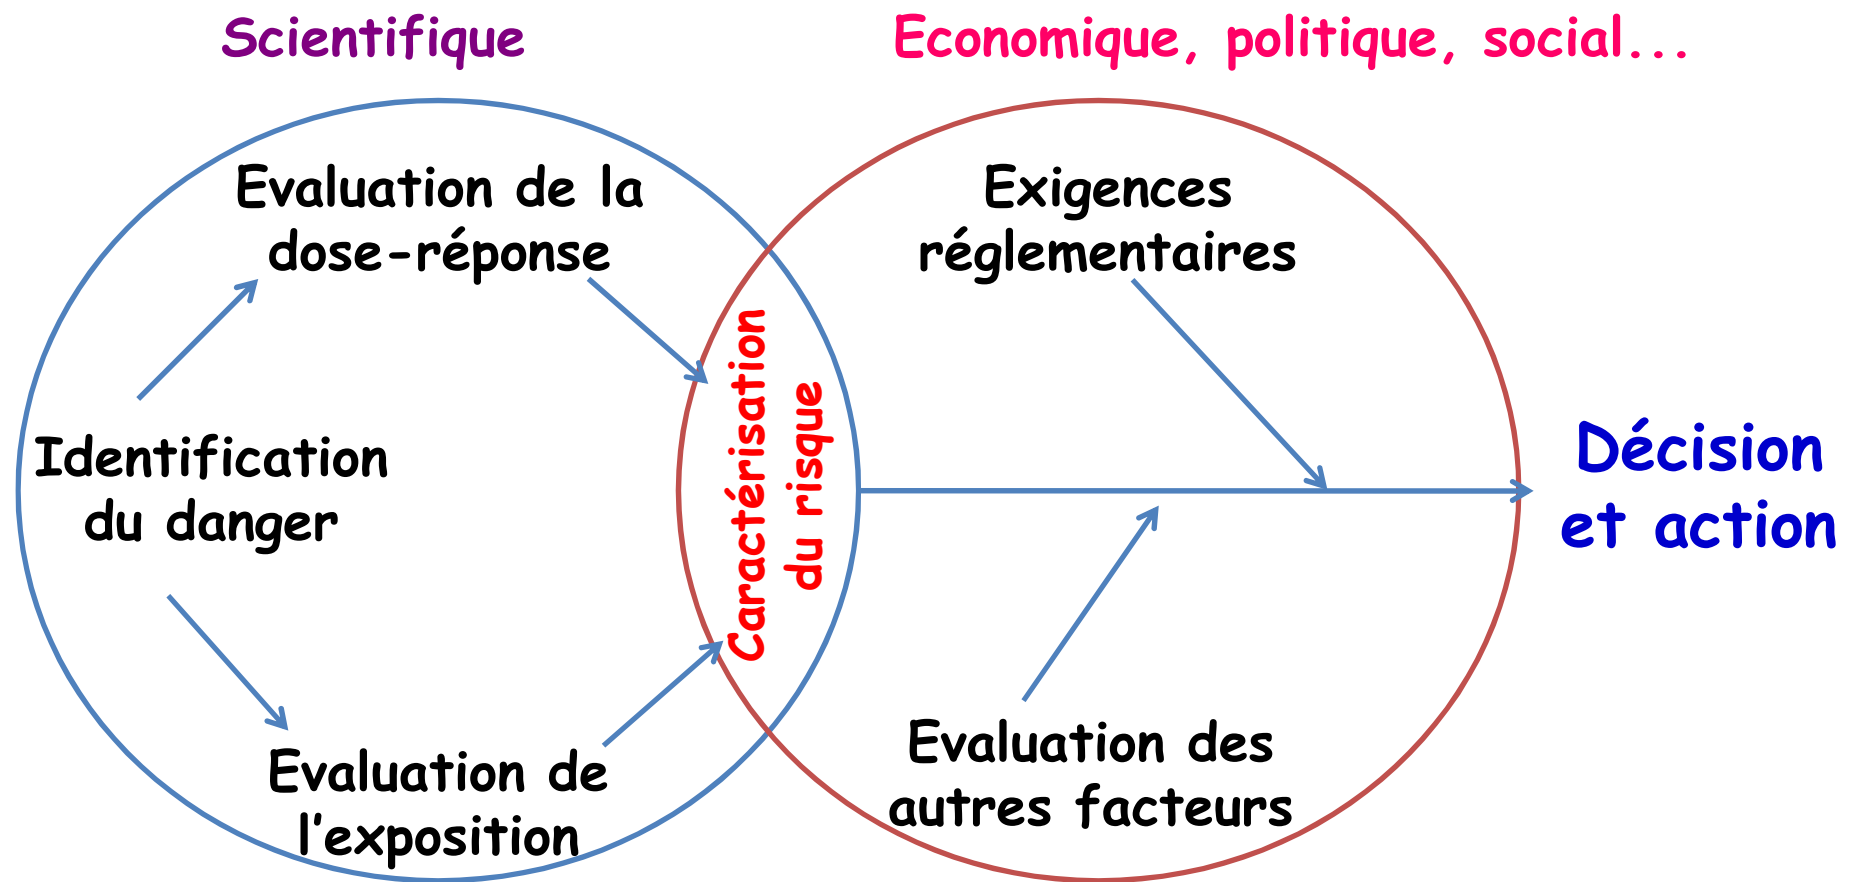 Scientifique
Economique, politique, social...
Evaluation de la
dose-réponse
Exigences
réglementaires
Identification
du danger
Caractérisation
du risque
Décision
et action
Evaluation de
l’exposition
Evaluation des
autres facteurs